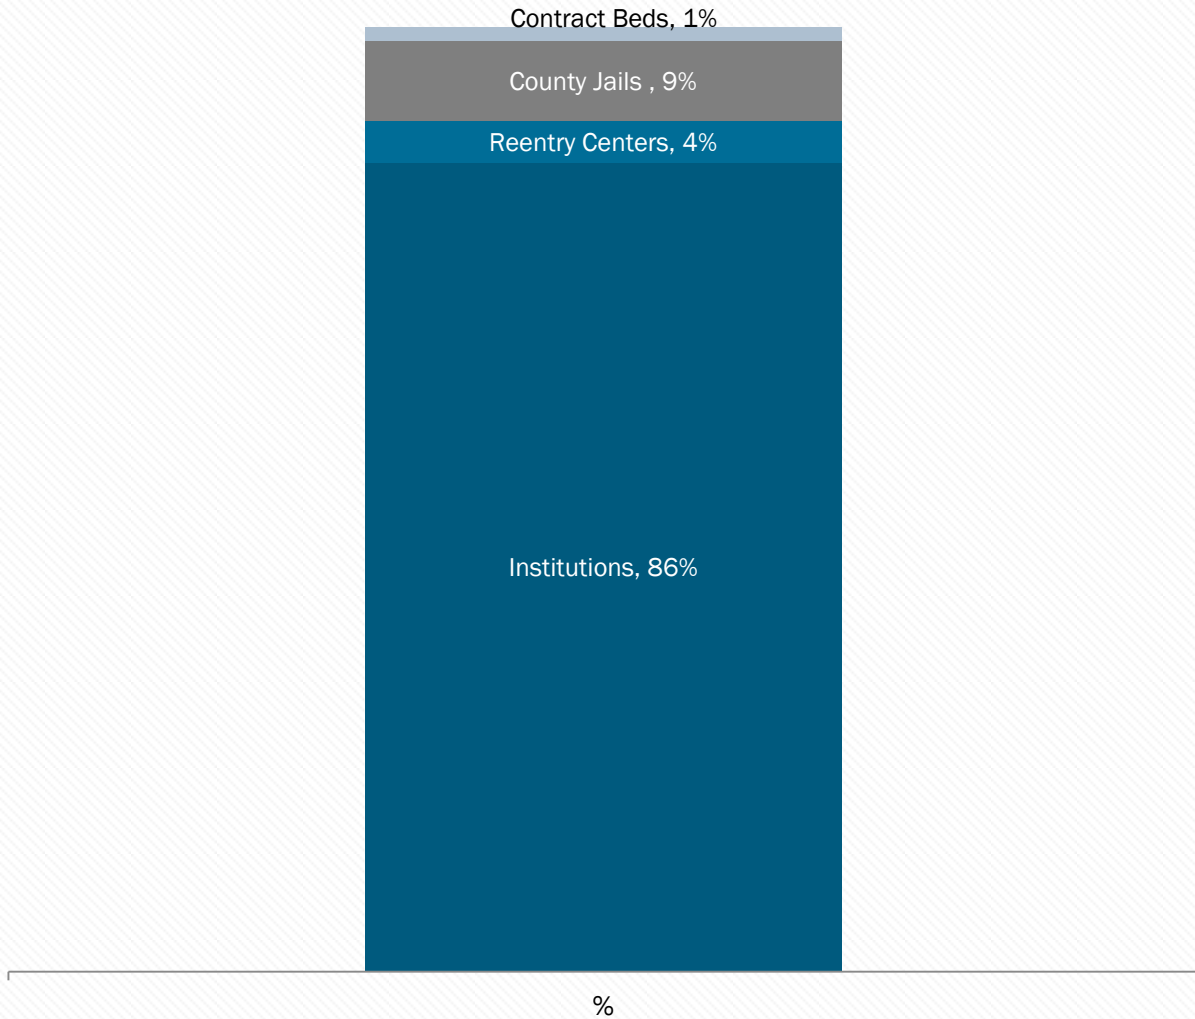 Contract Beds, 1%
County Jails , 9%
Reentry Centers, 4%
Institutions, 86%
%